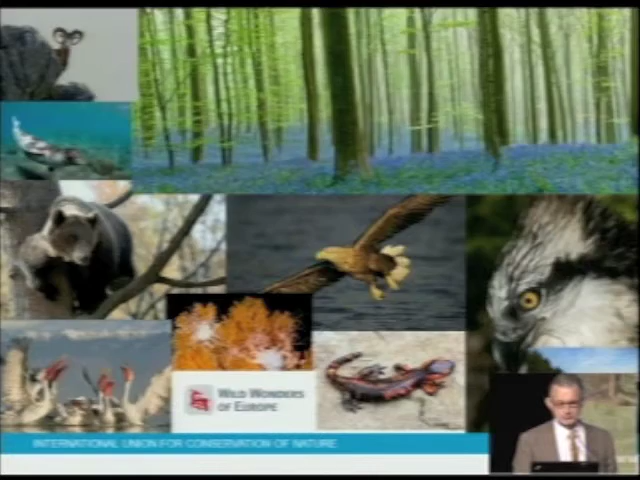 WILD WONDERS
OF EUROPE
INTERNATIONAL UNION FOR CONSERVATION OF NATURE